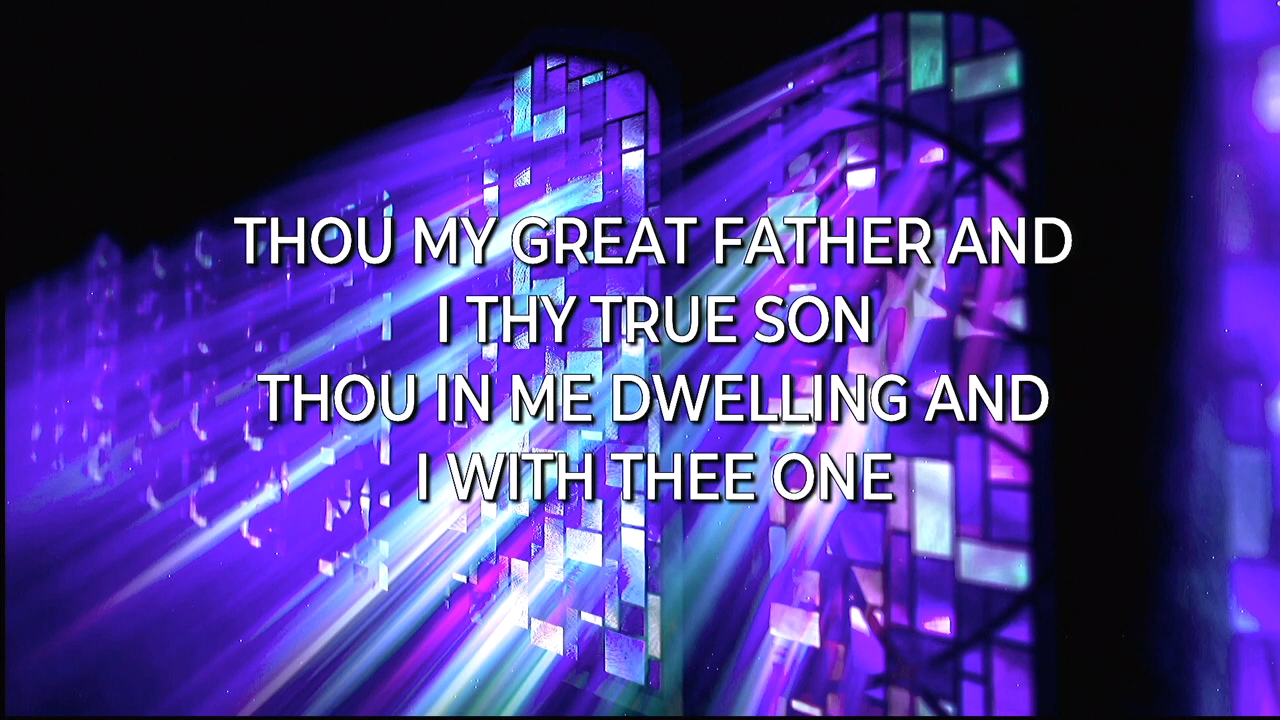 THOU MY GREAT FATHER AND
I THY TRUE SON
THOU IN ME DWELLING AND
I WITH THEE ONE